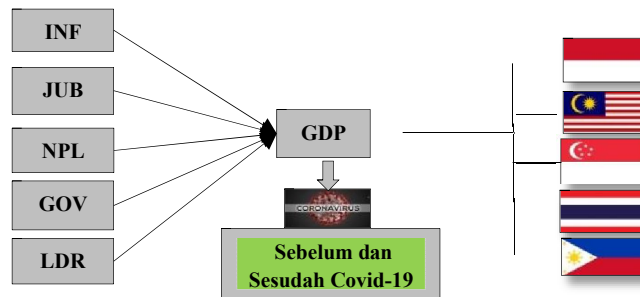 INF
JUB
NPL
GOV
LDR
GDP
CORONAVIRUS
Sebelum dan
Sesudah Covid-19